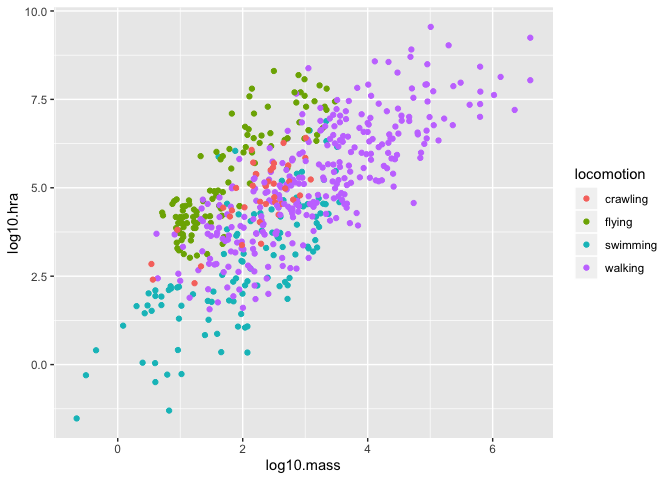 10.0
7.5
5.0
2.5
0.0
log10.hra
0
2
4
6
log10.mass
locomotion
crawling
flying
swimming
walking